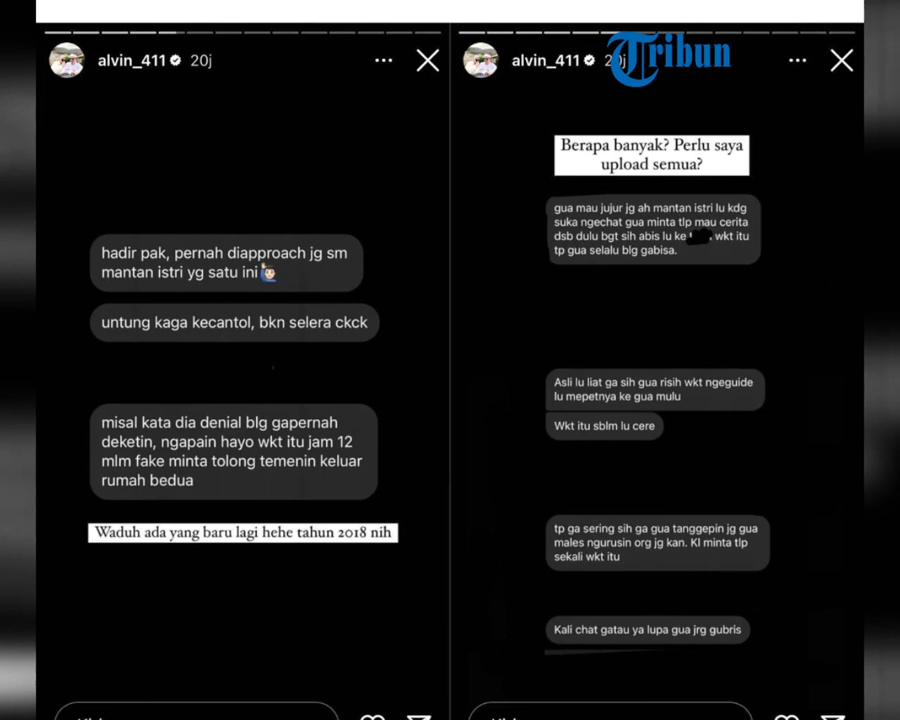 alvin_411 20j
hadir pak, pernah diapproach jg sm
mantan istri yg satu ini🙋🏻‍♂️
untung kaga kecantol, bkn selera ckck
misal kata dia denial blg gapernah
deketin, ngapain hayo wkt itu jam 12
mlm fake minta tolong temenin keluar
rumah bedua
Waduh ada yang baru lagi hehe tahun 2018 nih
alvin_411 20j
Tribun
Berapa banyak? Perlu saya
upload semua?
gua mau jujur jg ah mantan istri lu kdg
suka ngechat gua minta tlp mau cerita
dsb dulu bgt sih abis lu ke , wkt itu
tp gua selalu blg gabisa.
Asli lu liat ga sih gua risih wkt ngeguide
lu mepetnya ke gua mulu
Wkt itu sblm lu cere
tp ga sering sih ga gua tanggepin jg gua
males ngurusin org jg kan. Kl minta tlp
sekali wkt itu
Kali chat gatau ya lupa gua jrg gubris